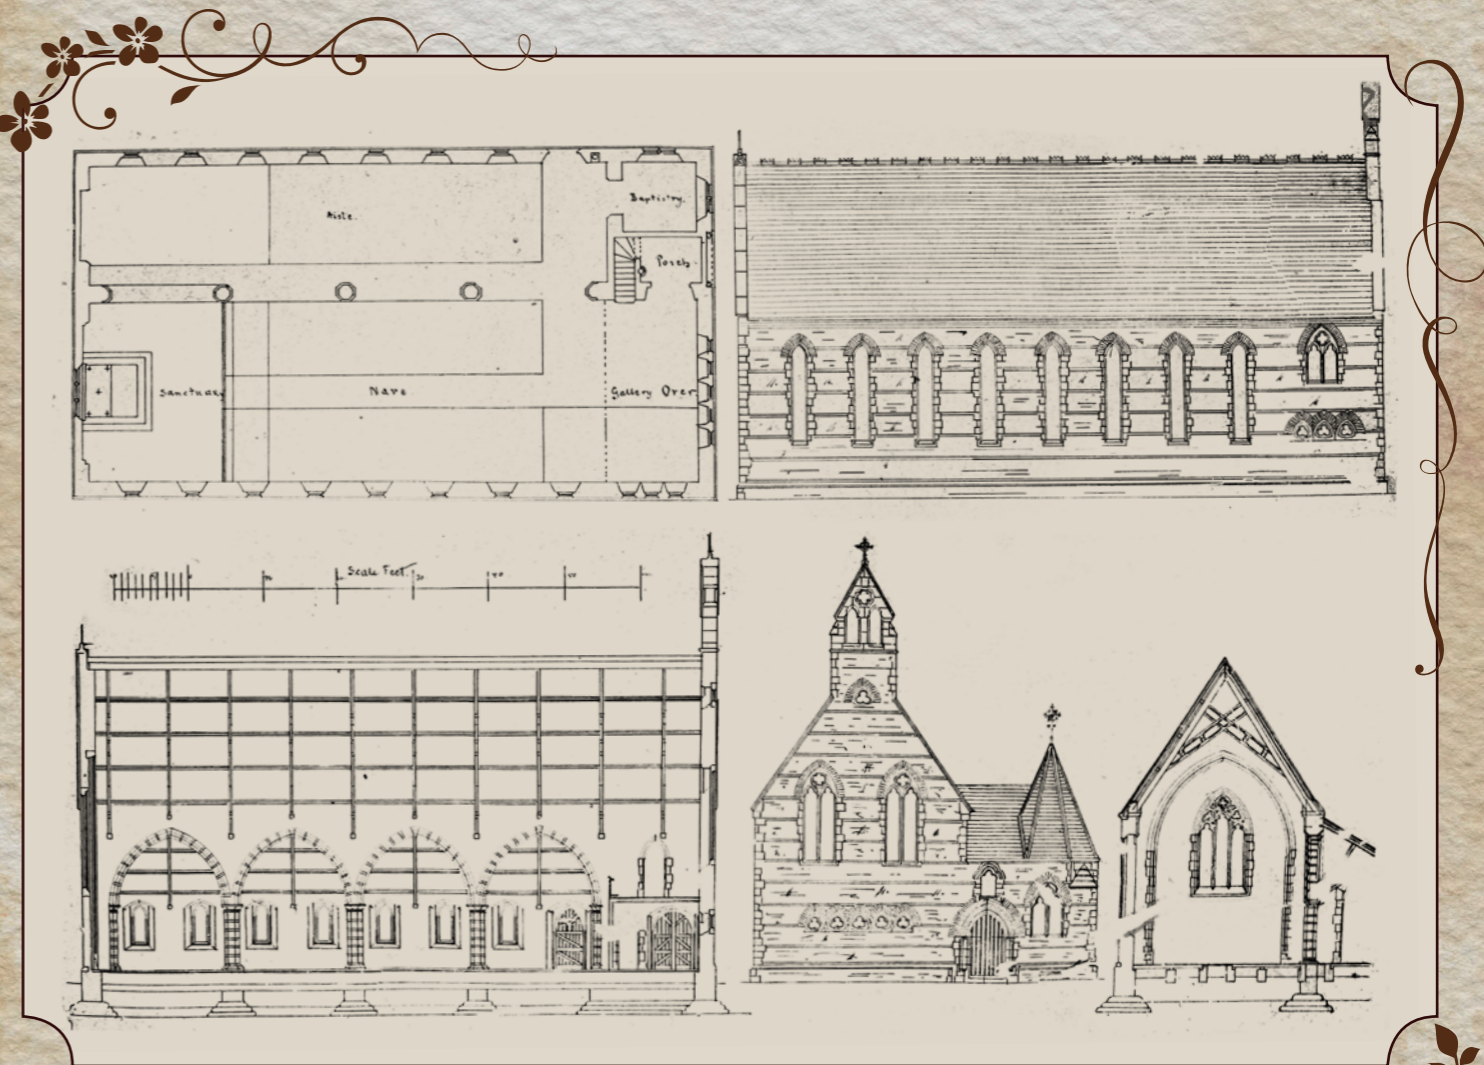 Aisle.
Baptistry.
Porch.
Sanctuary
Nave
Gallery Over
Scale Feet.